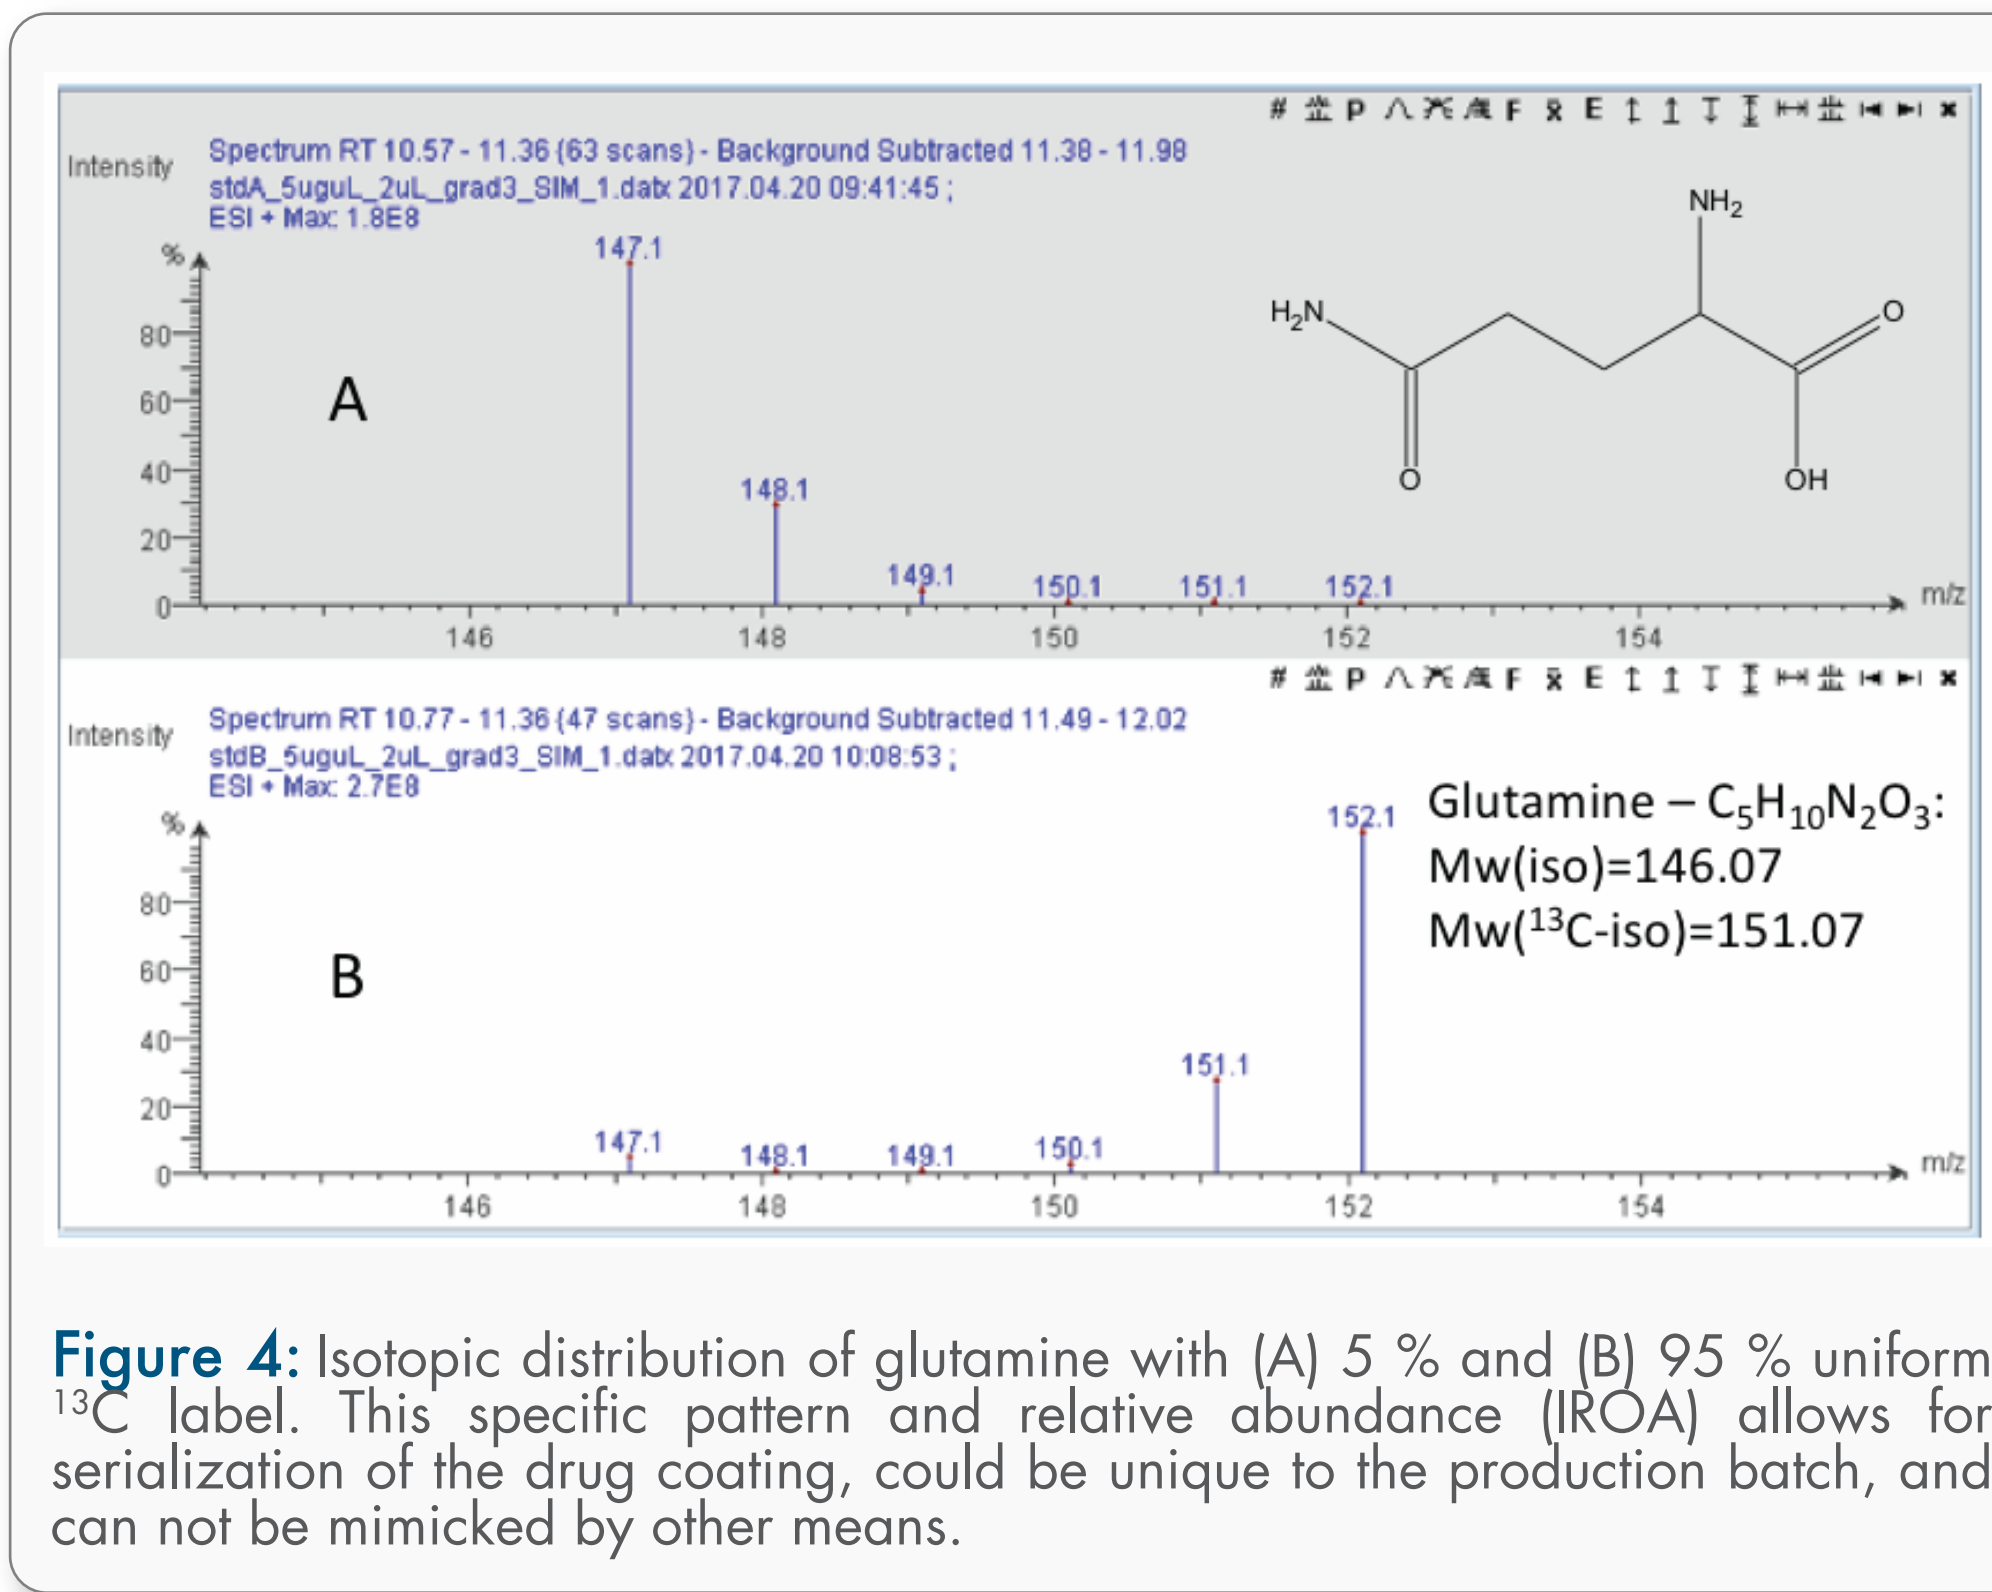 Intensity
Spectrum RT 10.57 - 11.36 {63 scans} - Background Subtracted 11.38 - 11.98
stdA_5uguL_2uL_grad3_SIM_1.datx 2017.04.20 09:41:45 ;
ESI + Max: 1.8E8
%
147.1
80
60
40
20
0
A
148.1
149.1
150.1
151.1
152.1
m/z
146
148
150
152
154
NH₂
H₂N
O
O
OH
Intensity
Spectrum RT 10.77 - 11.36 {47 scans} - Background Subtracted 11.49 - 12.02
stdB_5uguL_2uL_grad3_SIM_1.datx 2017.04.20 10:08:53 ;
ESI + Max: 2.7E8
%
152.1
Glutamine – C₅H₁₀N₂O₃:
Mw(iso)=146.07
Mw(¹³C-iso)=151.07
80
60
40
20
0
B
147.1
148.1
149.1
150.1
151.1
m/z
146
148
150
152
154
Figure 4: Isotopic distribution of glutamine with (A) 5 % and (B) 95 % uniform
¹³C label. This specific pattern and relative abundance (IROA) allows for
serialization of the drug coating, could be unique to the production batch, and
can not be mimicked by other means.